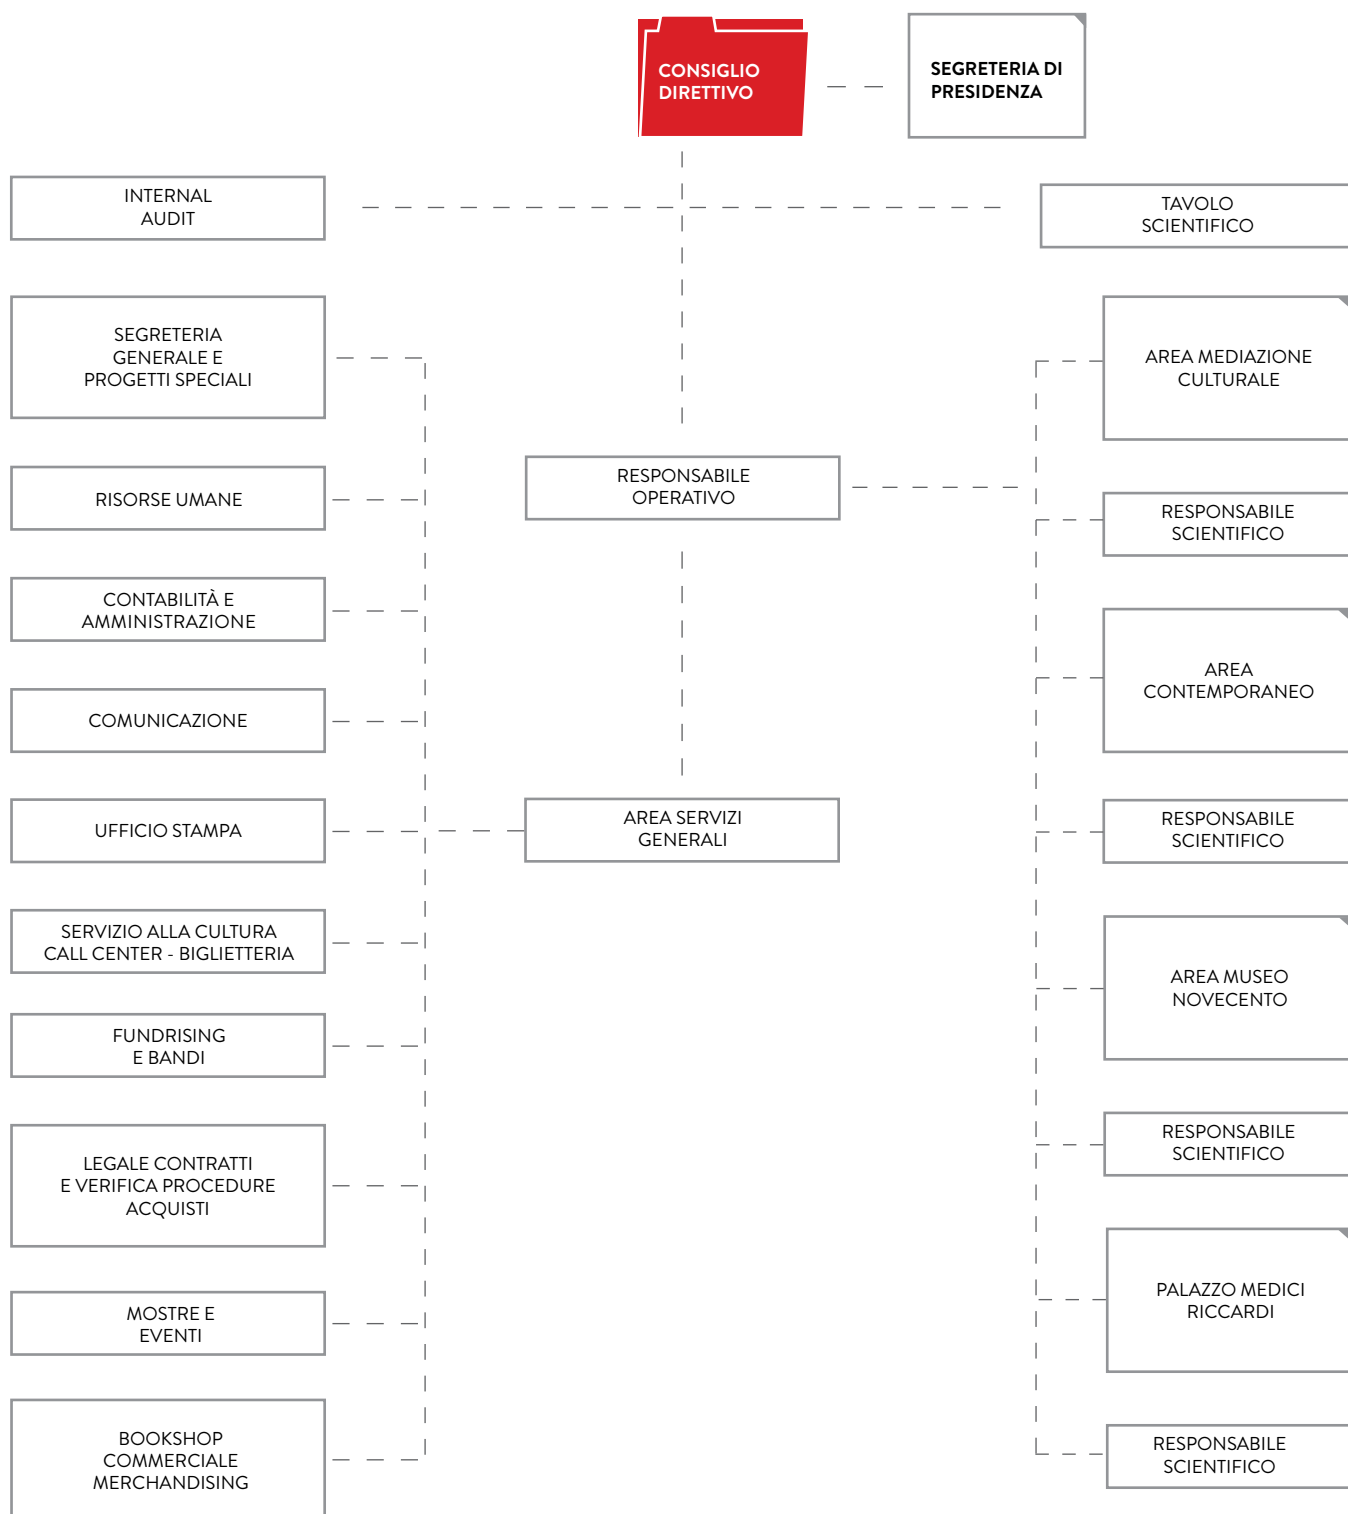 CONSIGLIO
DIRETTIVO
SEGRETERIA DI
PRESIDENZA
INTERNAL
AUDIT
TAVOLO
SCIENTIFICO
SEGRETERIA
GENERALE E
PROGETTI SPECIALI
RISORSE UMANE
CONTABILITÀ E
AMMINISTRAZIONE
COMUNICAZIONE
UFFICIO STAMPA
SERVIZIO ALLA CULTURA
CALL CENTER - BIGLIETTERIA
FUNDRISING
E BANDI
LEGALE CONTRATTI
E VERIFICA PROCEDURE
ACQUISTI
MOSTRE E
EVENTI
BOOKSHOP
COMMERCIALE
MERCHANDISING
RESPONSABILE
OPERATIVO
AREA SERVIZI
GENERALI
AREA MEDIAZIONE
CULTURALE
RESPONSABILE
SCIENTIFICO
AREA
CONTEMPORANEO
RESPONSABILE
SCIENTIFICO
AREA MUSEO
NOVECENTO
RESPONSABILE
SCIENTIFICO
PALAZZO MEDICI
RICCARDI
RESPONSABILE
SCIENTIFICO